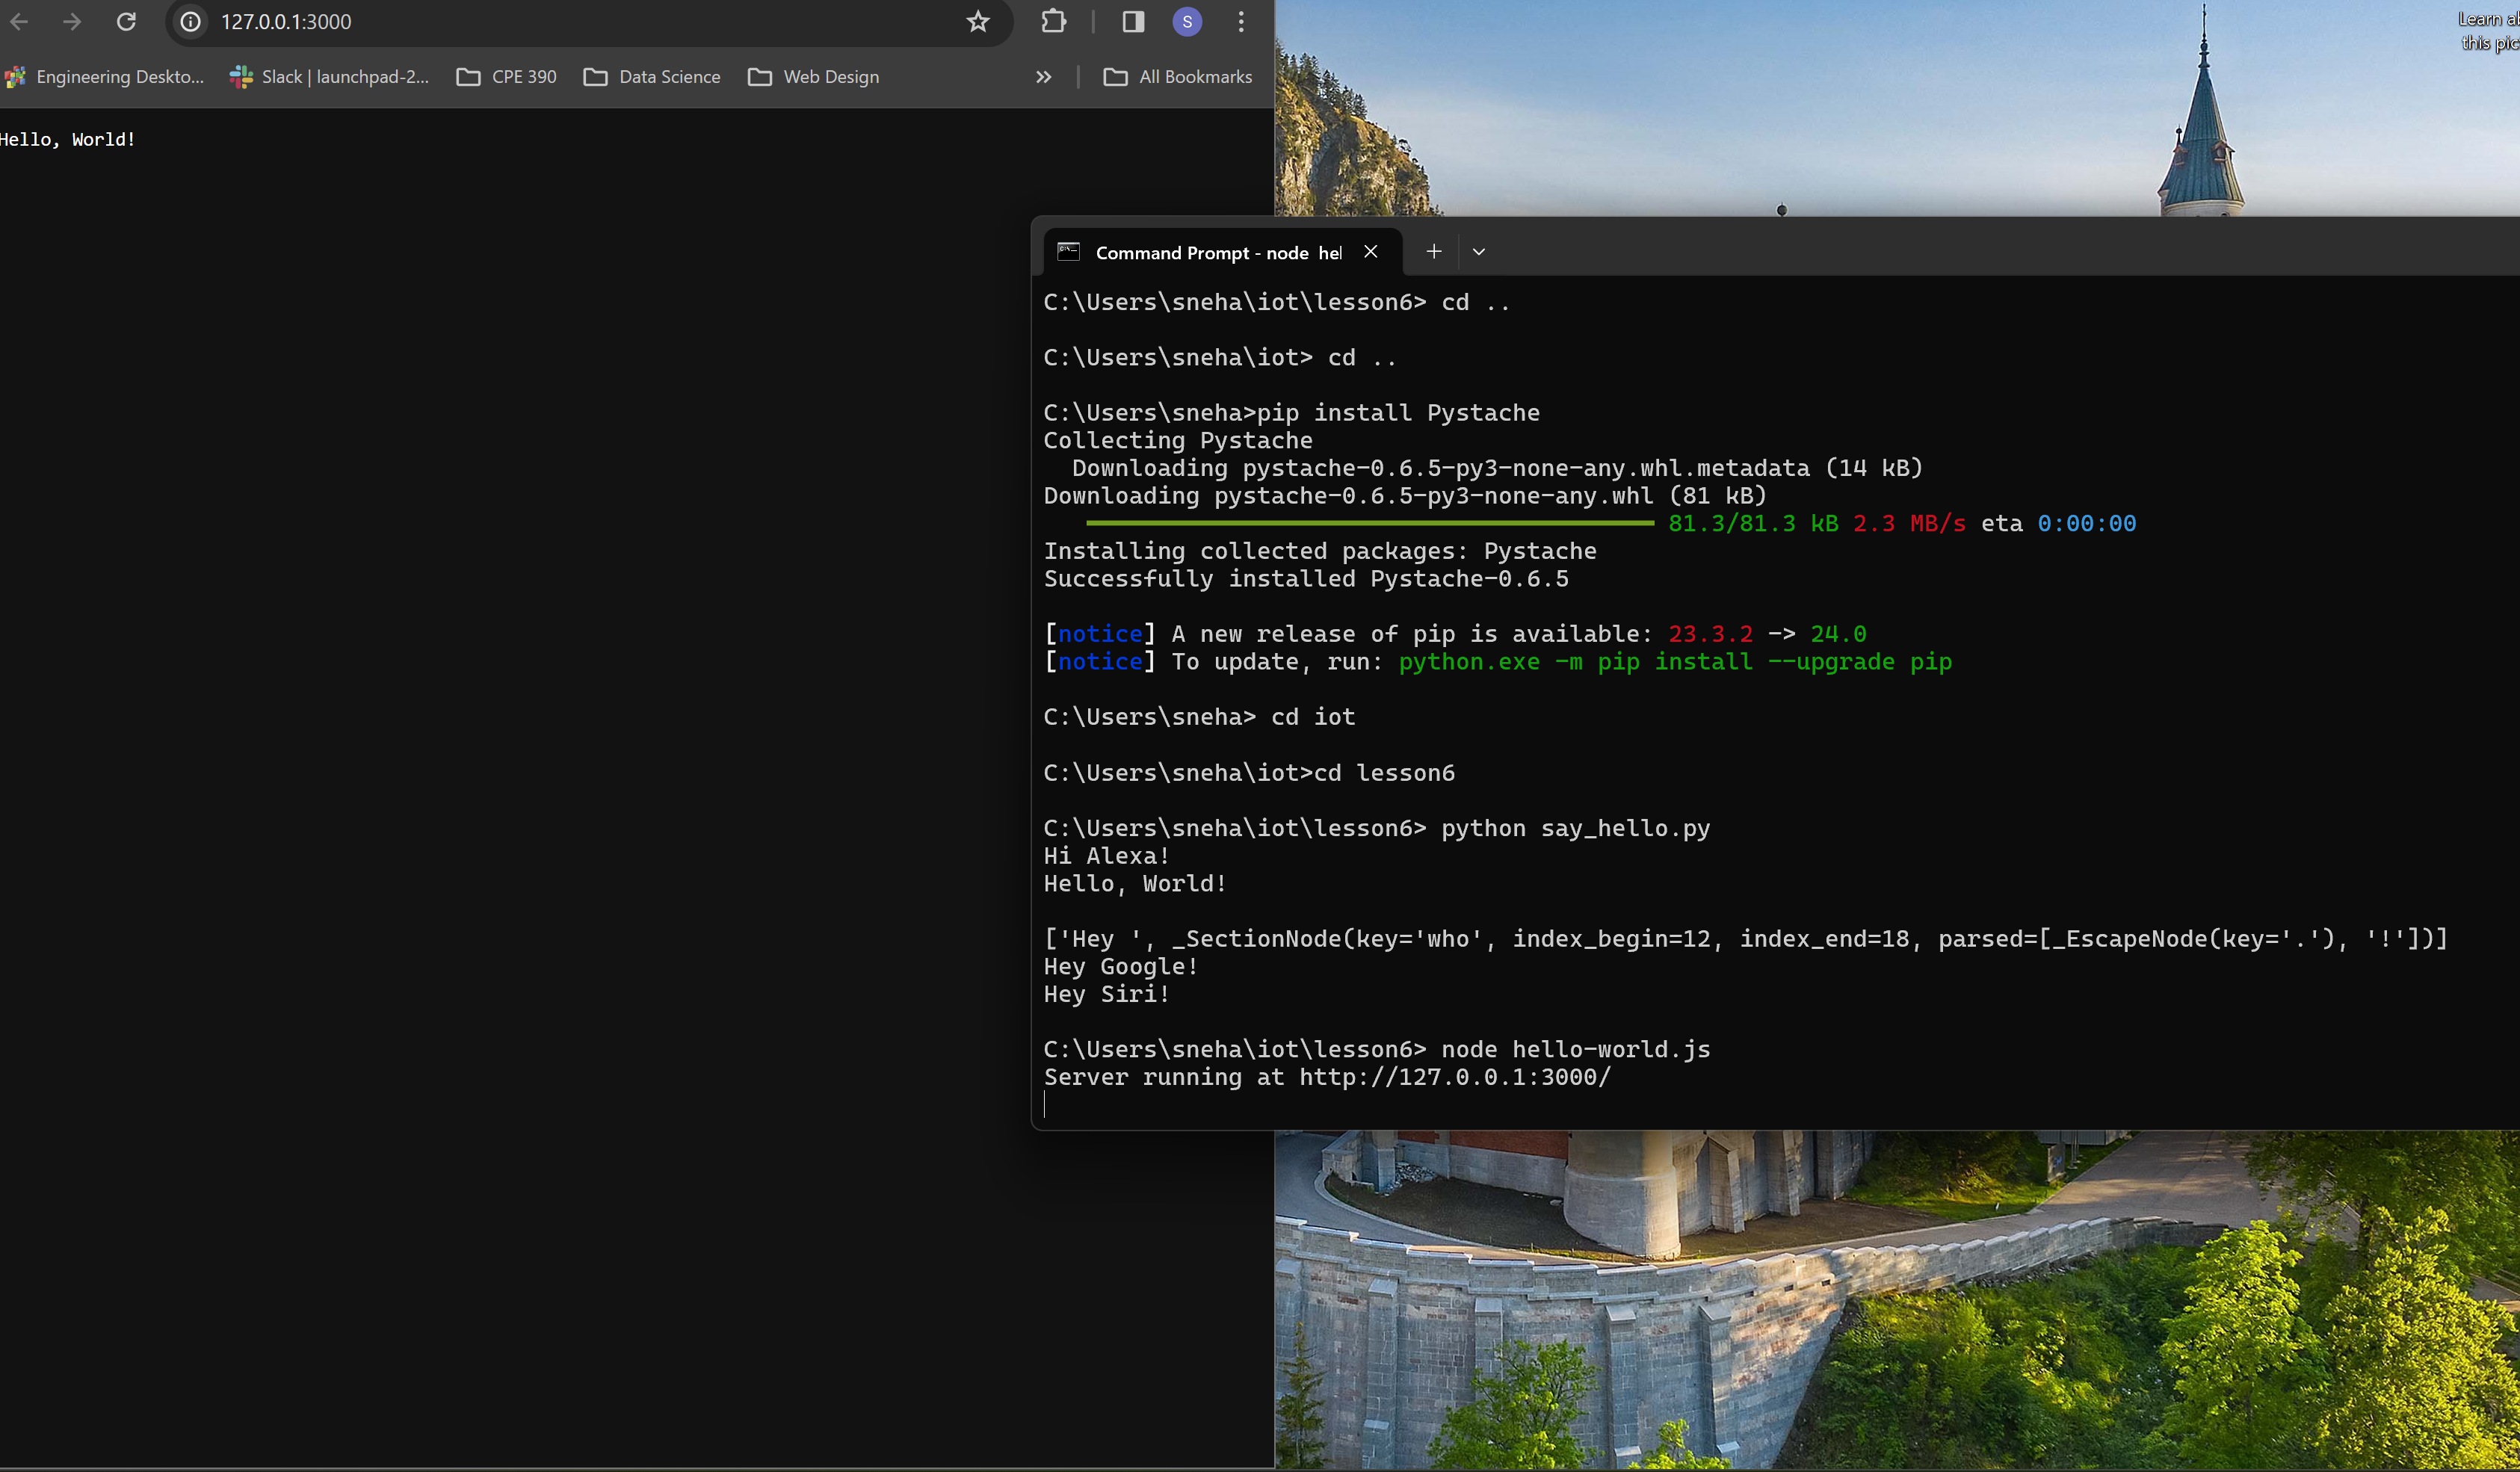 127.0.0.1:3000
S
Engineering Deskto...
Slack | launchpad-2...
CPE 390
Data Science
Web Design
All Bookmarks
Hello, World!
Learn a
this pic
Command Prompt - node hel
C:\Users\sneha\iot\lesson6> cd ..
C:\Users\sneha\iot> cd ..
C:\Users\sneha>pip install Pystache
Collecting Pystache
Downloading pystache-0.6.5-py3-none-any.whl.metadata (14 kB)
Downloading pystache-0.6.5-py3-none-any.whl (81 kB)
81.3/81.3 kB 2.3 MB/s eta 0:00:00
Installing collected packages: Pystache
Successfully installed Pystache-0.6.5
[notice] A new release of pip is available: 23.3.2 -> 24.0
[notice] To update, run: python.exe -m pip install --upgrade pip
C:\Users\sneha> cd iot
C:\Users\sneha\iot>cd lesson6
C:\Users\sneha\iot\lesson6> python say_hello.py
Hi Alexa!
Hello, World!
['Hey ', _SectionNode(key='who', index_begin=12, index_end=18, parsed=[_EscapeNode(key='.'), '!'])]
Hey Google!
Hey Siri!
C:\Users\sneha\iot\lesson6> node hello-world.js
Server running at http://127.0.0.1:3000/